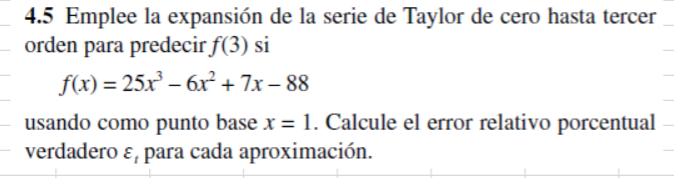 4.5 Emplee la expansión de la serie de Taylor de cero hasta tercer
orden para predecir f(3) si
f(x) = 25x³ – 6x² + 7x – 88
usando como punto base x = 1. Calcule el error relativo porcentual
verdadero εₜ para cada aproximación.